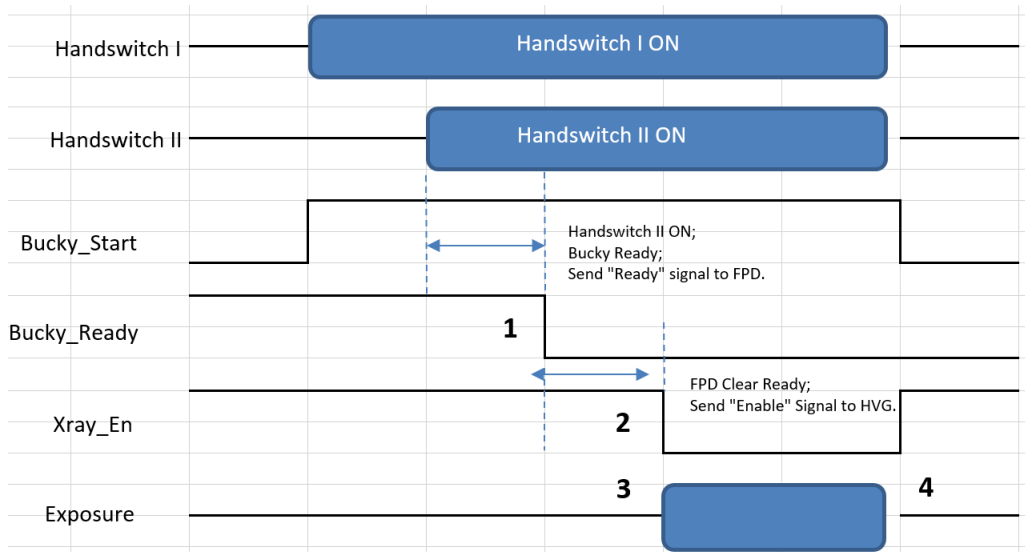 Handswitch I
Handswitch I ON
Handswitch II
Handswitch II ON
Bucky_Start
Handswitch II ON;
Bucky Ready;
Send "Ready" signal to FPD.
Bucky_Ready
1
FPD Clear Ready;
Send "Enable" Signal to HVG.
Xray_En
2
3
4
Exposure